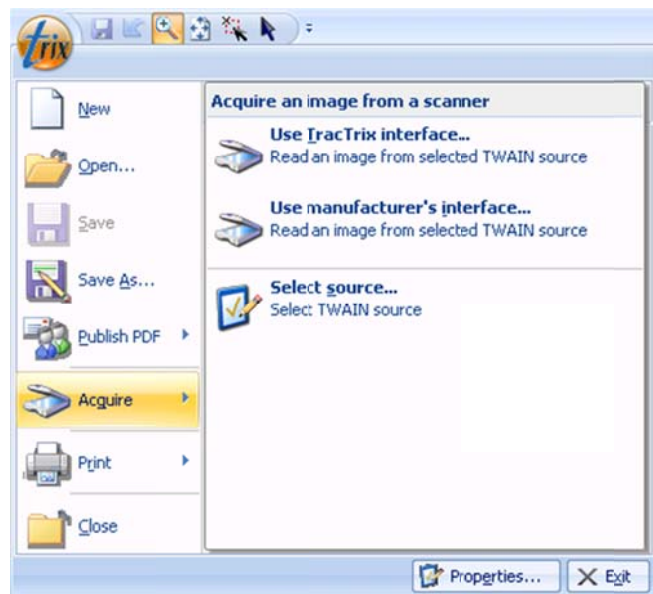 trix
New
Open...
Save
Save As...
Publish PDF
Acquire
Print
Close
Acquire an image from a scanner
Use TracTrix interface...
Read an image from selected TWAIN source
Use manufacturer's interface...
Read an image from selected TWAIN source
Select source...
Select TWAIN source
Properties...
Exit